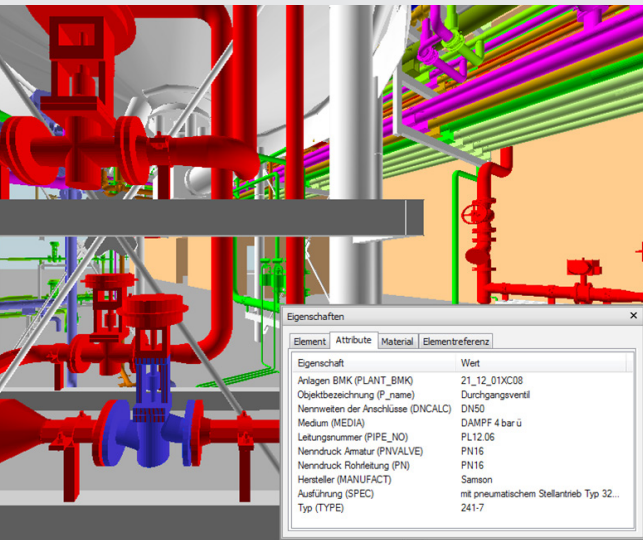 Eigenschaften
Element Attribute Material Elementreferenz
Eigenschaft Wert
Anlagen BMK (PLANT_BMK) 21_12_01XC08
Objektbezeichnung (P_name) Durchgangsventil
Nennweiten der Anschlüsse (DNCALC) DN50
Medium (MEDIA) DAMPF 4 bar ü
Leitungsnummer (PIPE_NO) PL12.06
Nenndruck Armatur (PNVALVE) PN16
Nenndruck Rohrleitung (PN) PN16
Hersteller (MANUFACT) Samson
Ausführung (SPEC) mit pneumatischem Stellantrieb Typ 32...
Typ (TYPE) 241-7